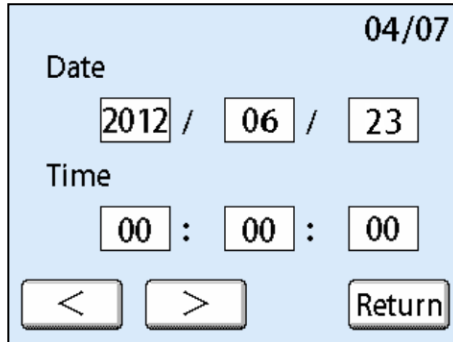 04/07
Date
2012 / 06 / 23
Time
00 : 00 : 00
< > Return